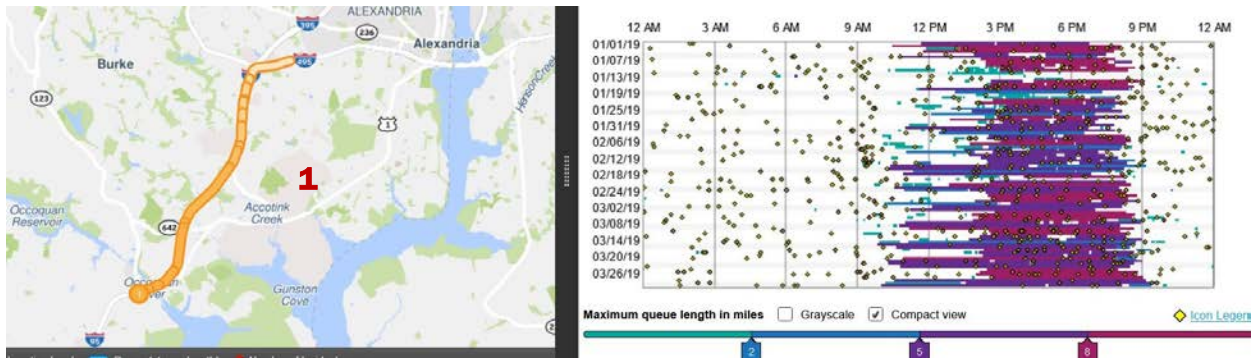 ALEXANDRIA
395
236
Alexandria
495
Burke
123
HensonCreek
1
1
Accotink
Creek
Occoquan
Reservoir
642
Gunston
Cove
95
12 AM 3 AM 6 AM 9 AM 12 PM 3 PM 6 PM 9 PM 12 AM
01/01/19
01/07/19
01/13/19
01/19/19
01/25/19
01/31/19
02/06/19
02/12/19
02/18/19
02/24/19
03/02/19
03/08/19
03/14/19
03/20/19
03/26/19
Maximum queue length in miles Grayscale Compact view
2 5 8